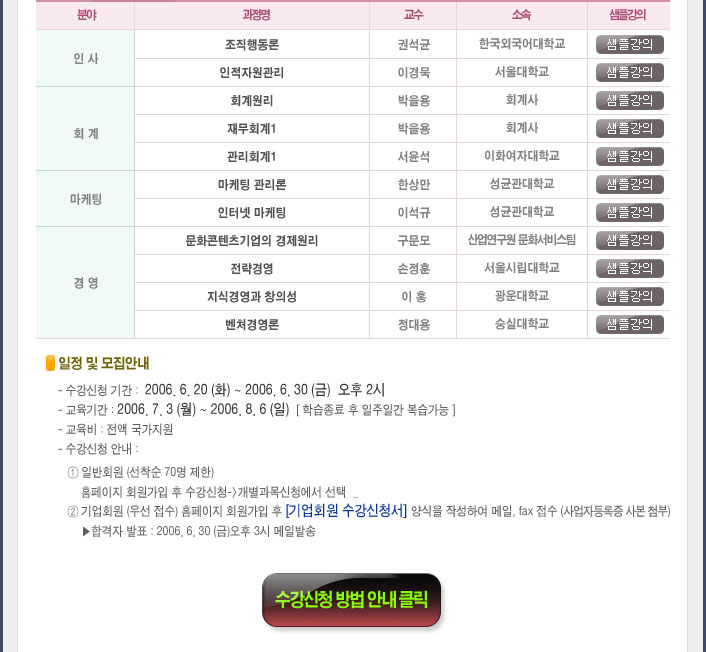 분야 과정명 교수 소속 샘플강의
인 사 조직행동론 권석균 한국외국어대학교 샘플강의
인적자원관리 이경묵 서울대학교 샘플강의
회 계 회계원리 박을용 회계사 샘플강의
재무회계1 박을용 회계사 샘플강의
관리회계1 서윤석 이화여자대학교 샘플강의
마케팅 마케팅 관리론 한상만 성균관대학교 샘플강의
인터넷 마케팅 이석규 성균관대학교 샘플강의
경 영 문화콘텐츠기업의 경제원리 구문모 산업연구원 문화서비스팀 샘플강의
전략경영 손정훈 서울시립대학교 샘플강의
지식경영과 창의성 이 홍 광운대학교 샘플강의
벤처경영론 정대용 숭실대학교 샘플강의
일정 및 모집안내
- 수강신청 기간 : 2006. 6. 20 (화) ~ 2006. 6. 30 (금) 오후 2시
- 교육기간 : 2006. 7. 3 (월) ~ 2006. 8. 6 (일) [ 학습종료 후 일주일간 복습가능 ]
- 교육비 : 전액 국가지원
- 수강신청 안내 :
① 일반회원 (선착순 70명 제한)
홈페이지 회원가입 후 수강신청->개별과목신청에서 선택 _
② 기업회원 (우선 접수) 홈페이지 회원가입 후 [기업회원 수강신청서] 양식을 작성하여 메일, fax 접수 (사업자등록증 사본 첨부)
▶합격자 발표 : 2006. 6. 30 (금)오후 3시 메일발송
수강신청 방법 안내 클릭